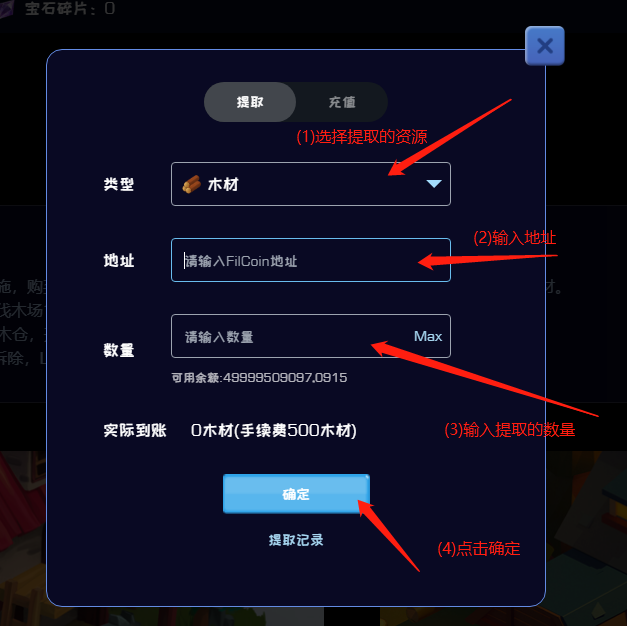 宝石碎片：0
提取
充值
(1)选择提取的资源
类型
木材
(2)输入地址
地址
请输入FilCoin地址
施，购
材。
伐木场
数量
请输入数量
Max
木仓，
拆除，L
可用余额:49999509097.0915
实际到账
0木材(手续费500木材)
(3)输入提取的数量
确定
提取记录
(4)点击确定